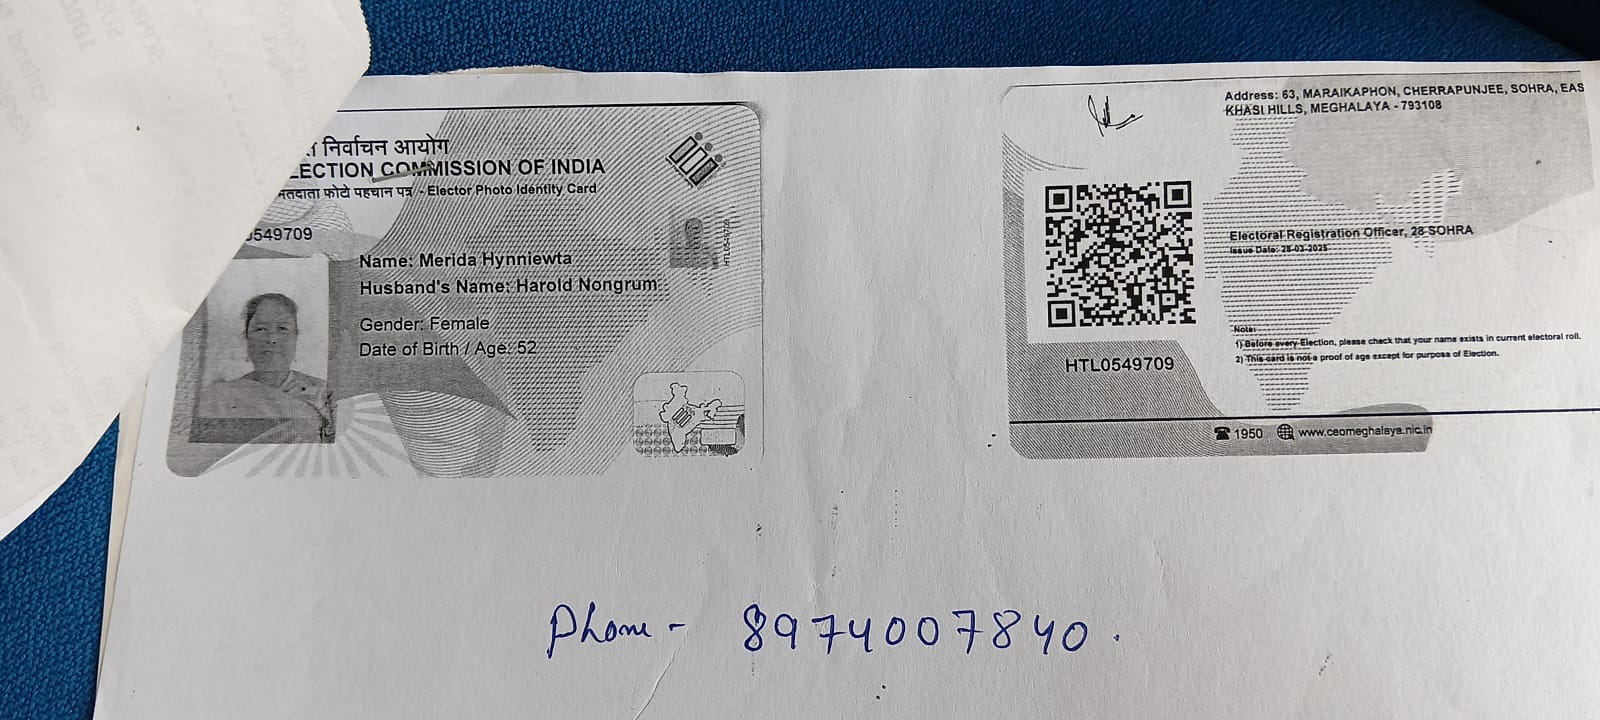 निर्वाचन आयोग
ECTION COMMISSION OF INDIA
मतदाता फोटो पहचान पत्र - Elector Photo Identity Card
549709
Name: Merida Hynniewta
Husband's Name: Harold Nongrum
Gender: Female
Date of Birth / Age: 52
HTL0549709
Address: 63, MARAIKAPHON, CHERRAPUNJEE, SOHRA, EAS
KHASI HILLS, MEGHALAYA - 793108
Electoral Registration Officer, 28 SOHRA
Issue Date: 28-03-2025
Note:
1) Before every Election, please check that your name exists in current electoral roll.
2) This card is not a proof of age except for purpose of Election.
HTL0549709
1950 www.ceomeghalaya.nic.in
Phone - 8974007840.